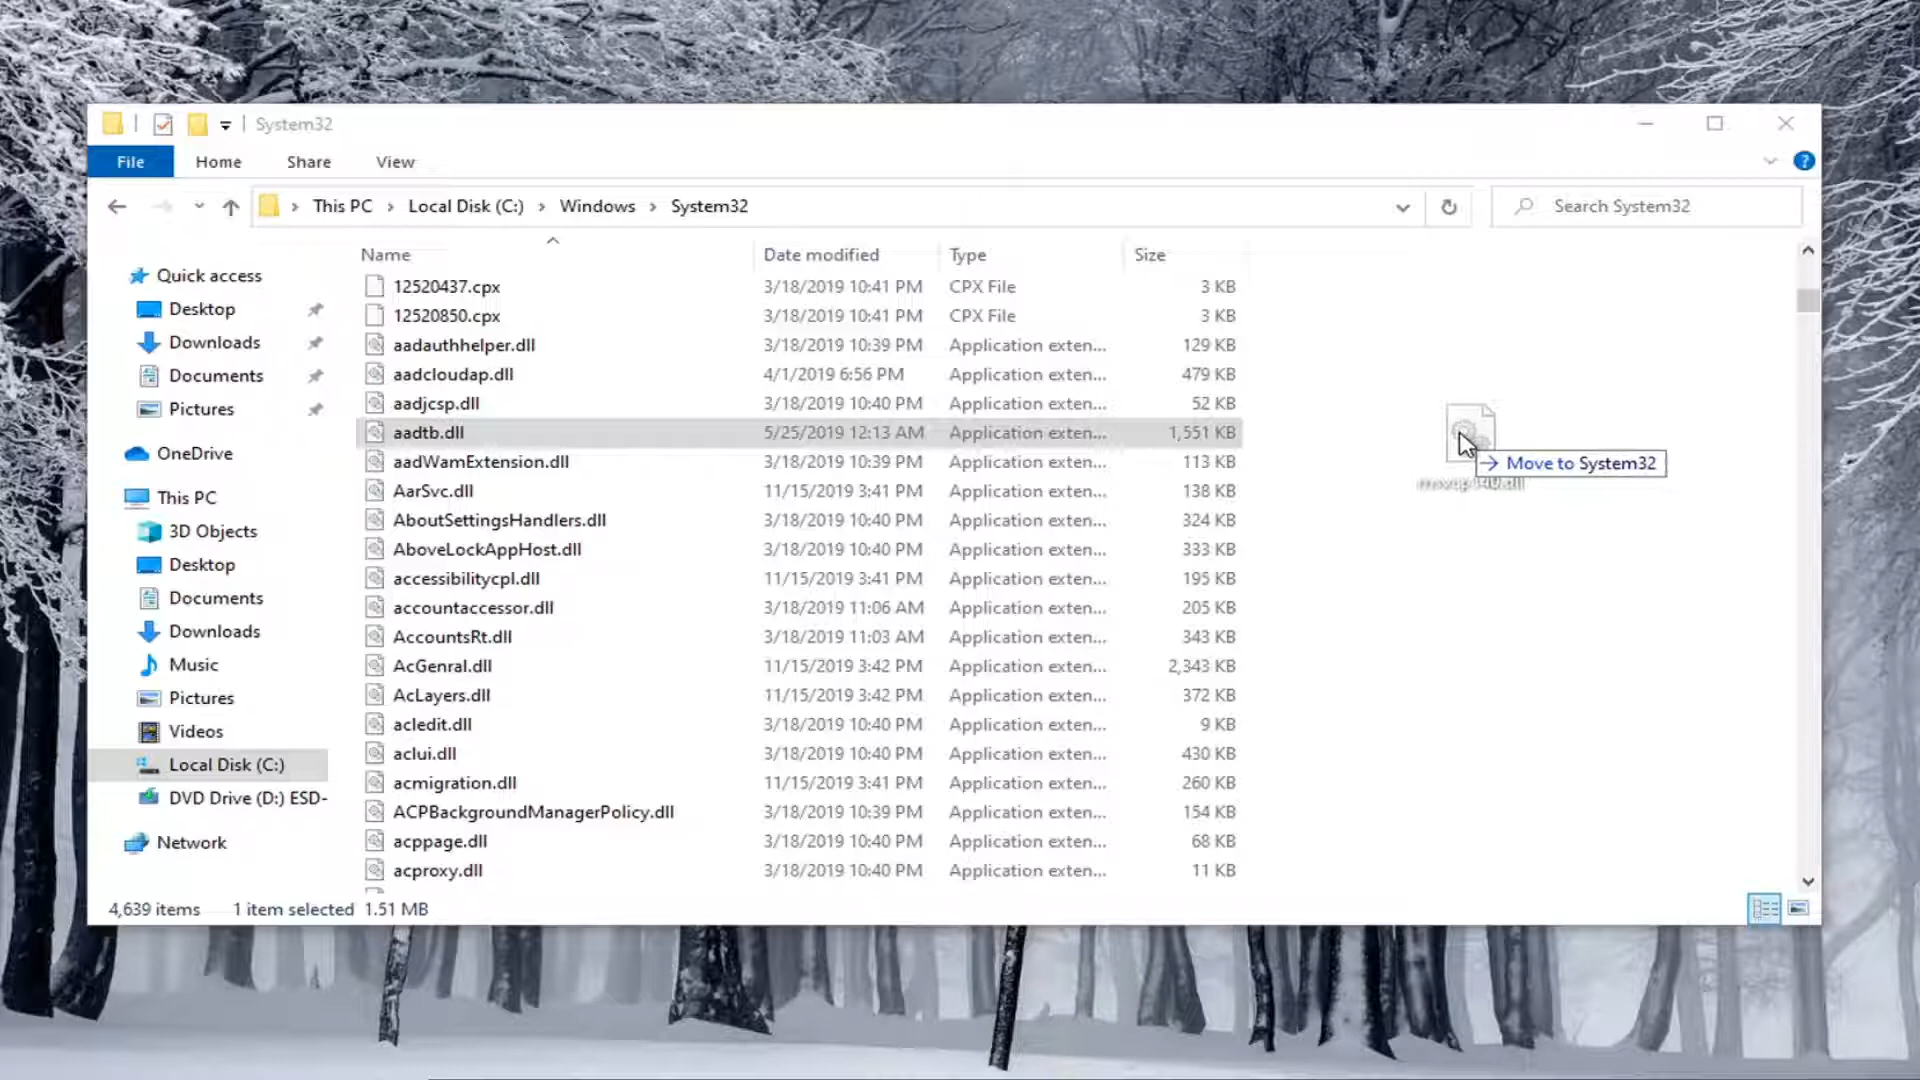 System32
File Home Share View
This PC Local Disk (C:) Windows System32
Search System32
Name Date modified Type Size
Quick access
Desktop
Downloads
Documents
Pictures
OneDrive
This PC
3D Objects
Desktop
Documents
Downloads
Music
Pictures
Videos
Local Disk (C:)
DVD Drive (D:) ESD-
Network
12520437.cpx 3/18/2019 10:41 PM CPX File 3 KB
12520850.cpx 3/18/2019 10:41 PM CPX File 3 KB
aadauthhelper.dll 3/18/2019 10:39 PM Application exten... 129 KB
aadcloudap.dll 4/1/2019 6:56 PM Application exten... 479 KB
aadjcsp.dll 3/18/2019 10:40 PM Application exten... 52 KB
aadtb.dll 5/25/2019 12:13 AM Application exten... 1,551 KB
aadWamExtension.dll 3/18/2019 10:39 PM Application exten... 113 KB
AarSvc.dll 11/15/2019 3:41 PM Application exten... 138 KB
AboutSettingsHandlers.dll 3/18/2019 10:40 PM Application exten... 324 KB
AboveLockAppHost.dll 3/18/2019 10:40 PM Application exten... 333 KB
accessibilitycpl.dll 11/15/2019 3:41 PM Application exten... 195 KB
accountaccessor.dll 3/18/2019 11:06 AM Application exten... 205 KB
AccountsRt.dll 3/18/2019 11:03 AM Application exten... 343 KB
AcGenral.dll 11/15/2019 3:42 PM Application exten... 2,343 KB
AcLayers.dll 11/15/2019 3:42 PM Application exten... 372 KB
acledit.dll 3/18/2019 10:40 PM Application exten... 9 KB
aclui.dll 3/18/2019 10:40 PM Application exten... 430 KB
acmigration.dll 11/15/2019 3:41 PM Application exten... 260 KB
ACPBackgroundManagerPolicy.dll 3/18/2019 10:39 PM Application exten... 154 KB
acppage.dll 3/18/2019 10:40 PM Application exten... 68 KB
acproxy.dll 3/18/2019 10:40 PM Application exten... 11 KB
Move to System32
msvcp140.dll
4,639 items 1 item selected 1.51 MB